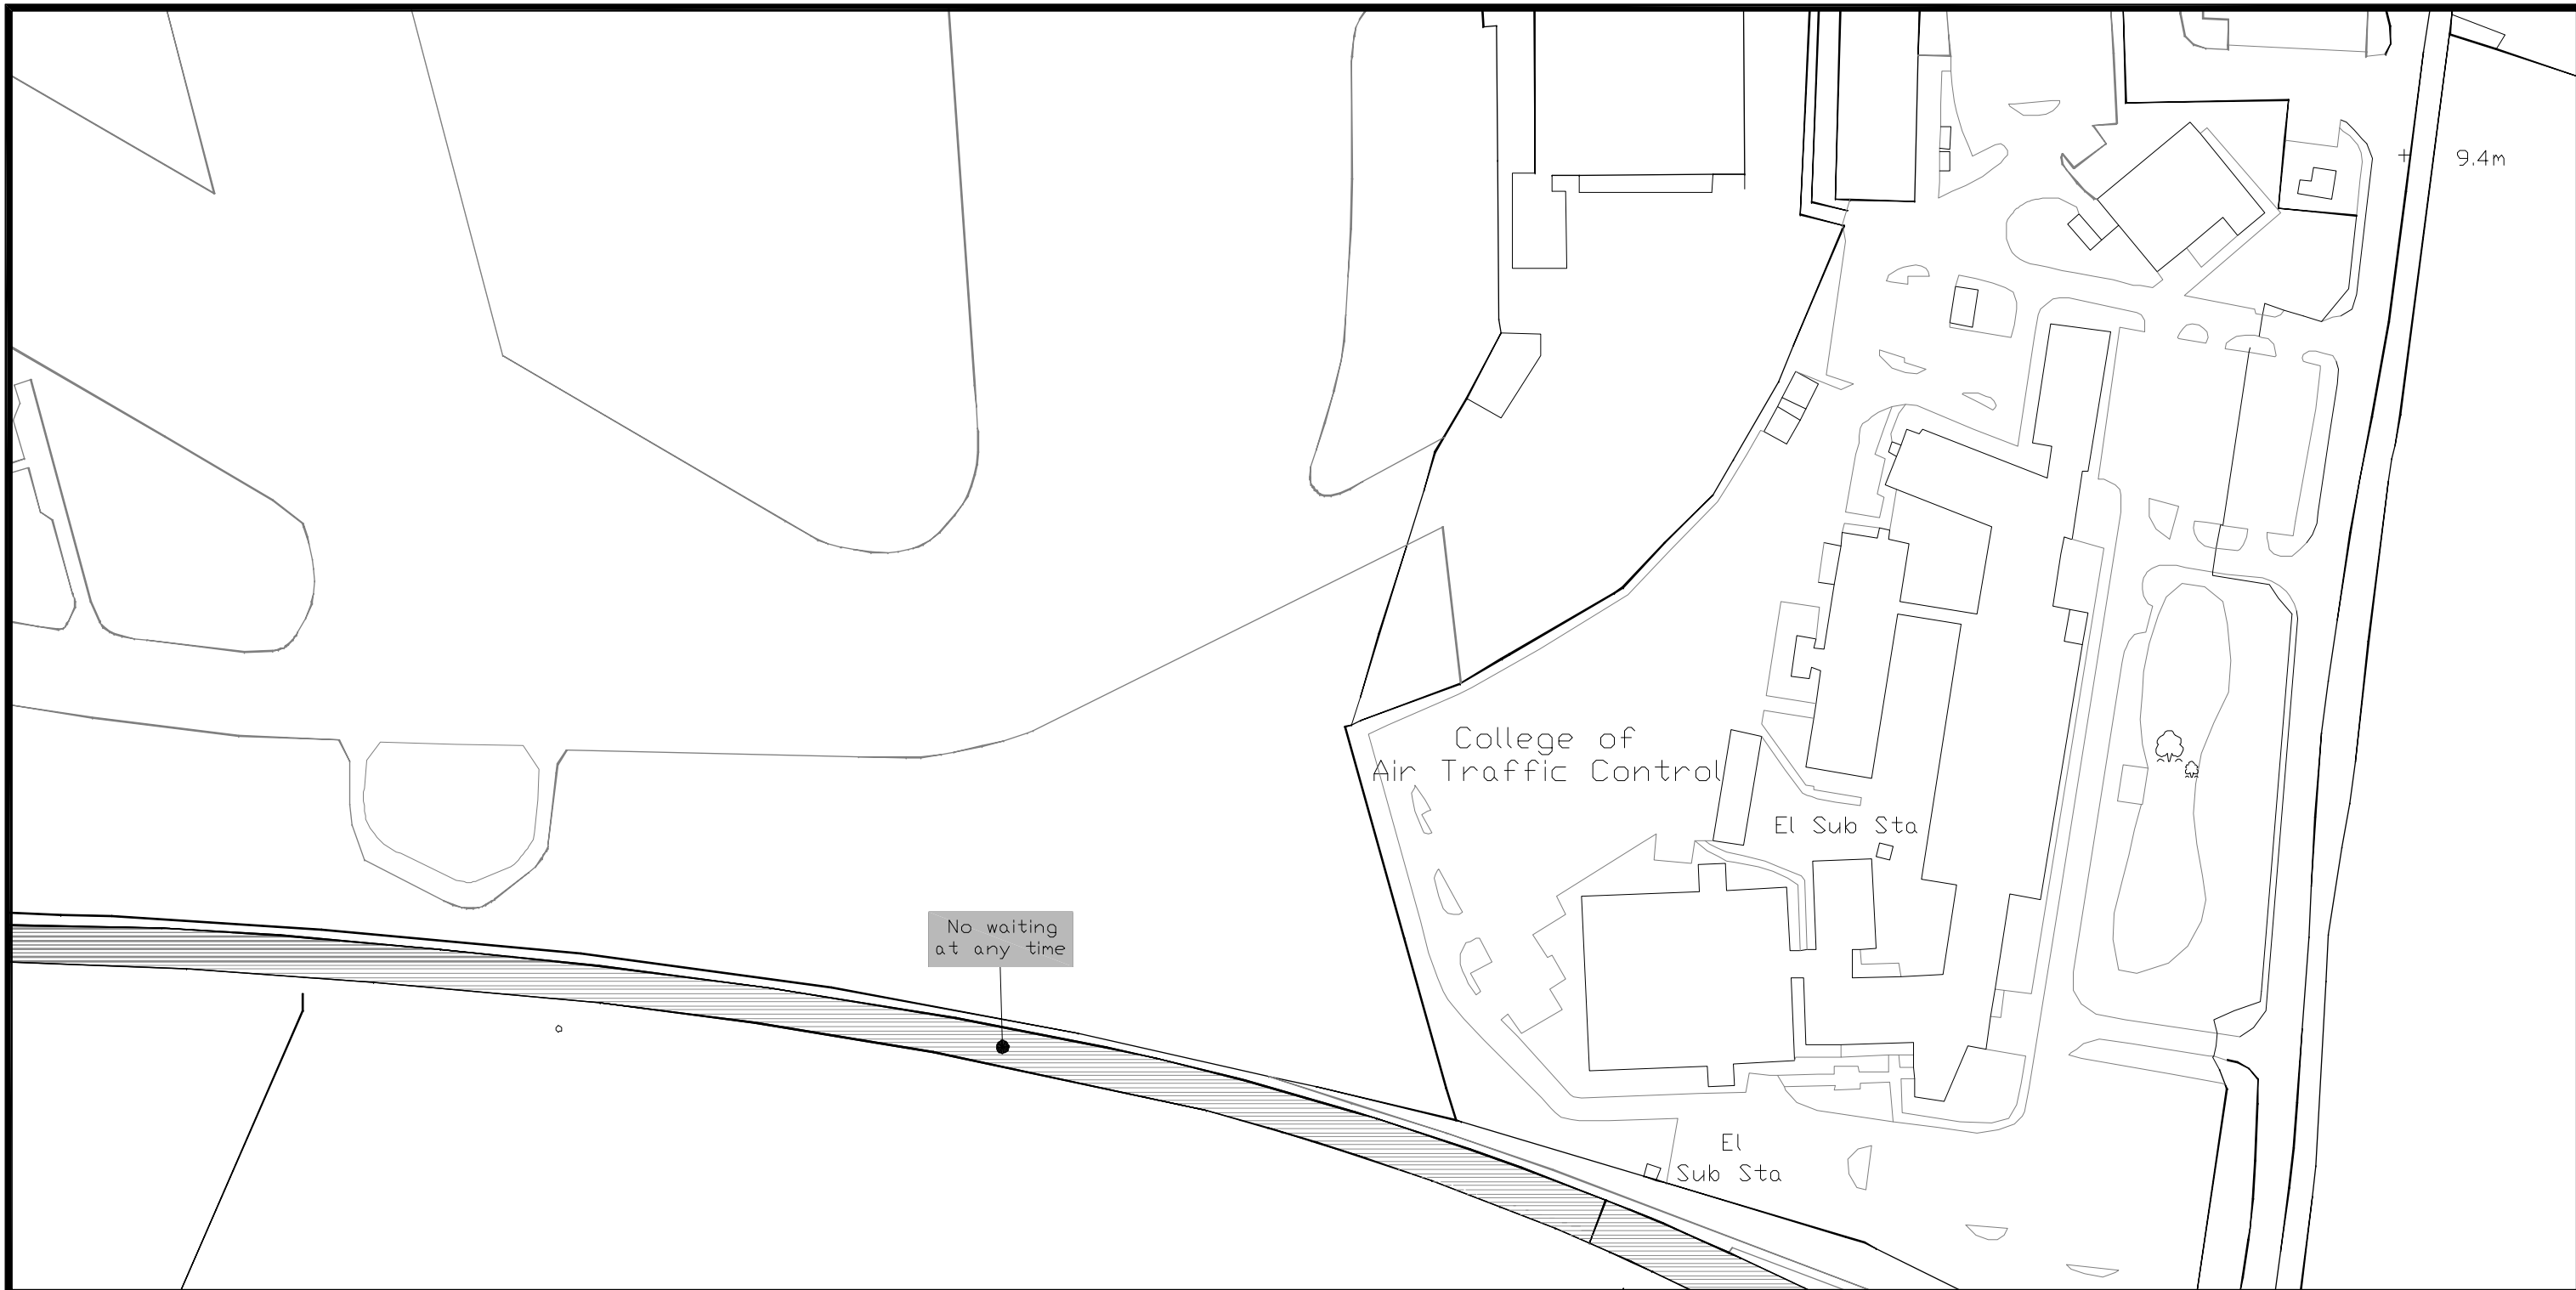 9.4m
College of
Air Traffic Control
El Sub Sta
No waiting
at any time
El
Sub Sta